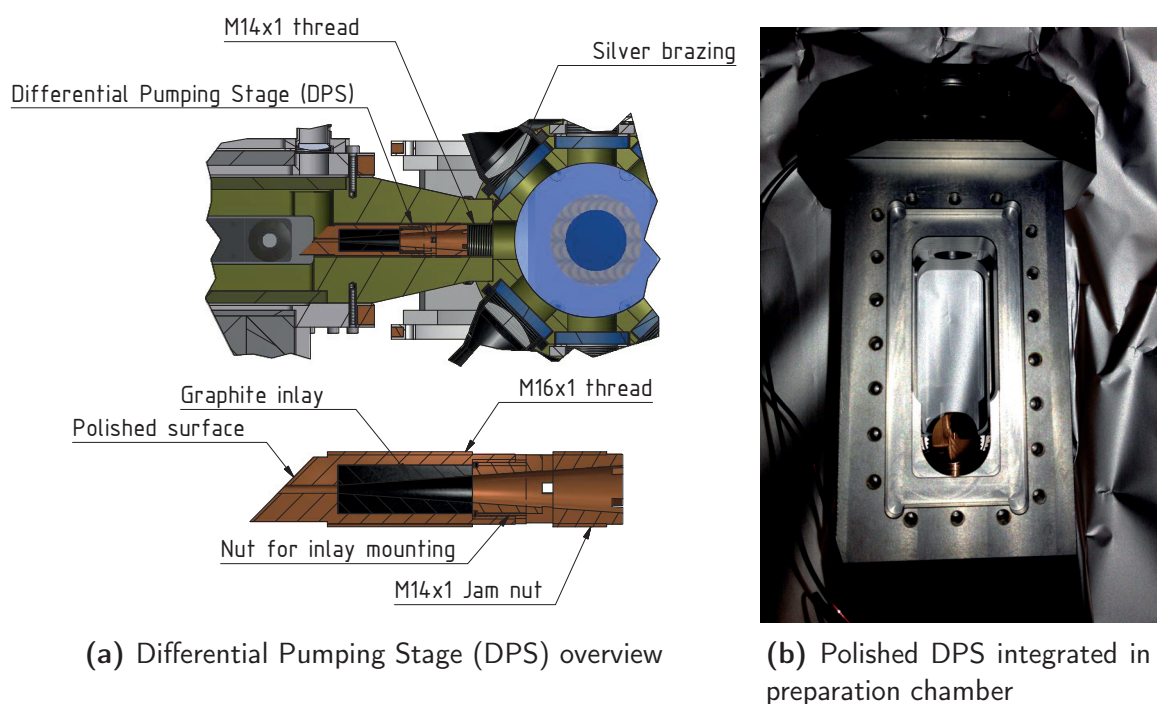 M14x1 thread
Silver brazing
Differential Pumping Stage (DPS)
M16x1 thread
Graphite inlay
Polished surface
Nut for inlay mounting
M14x1 Jam nut
(a) Differential Pumping Stage (DPS) overview
(b) Polished DPS integrated in
preparation chamber